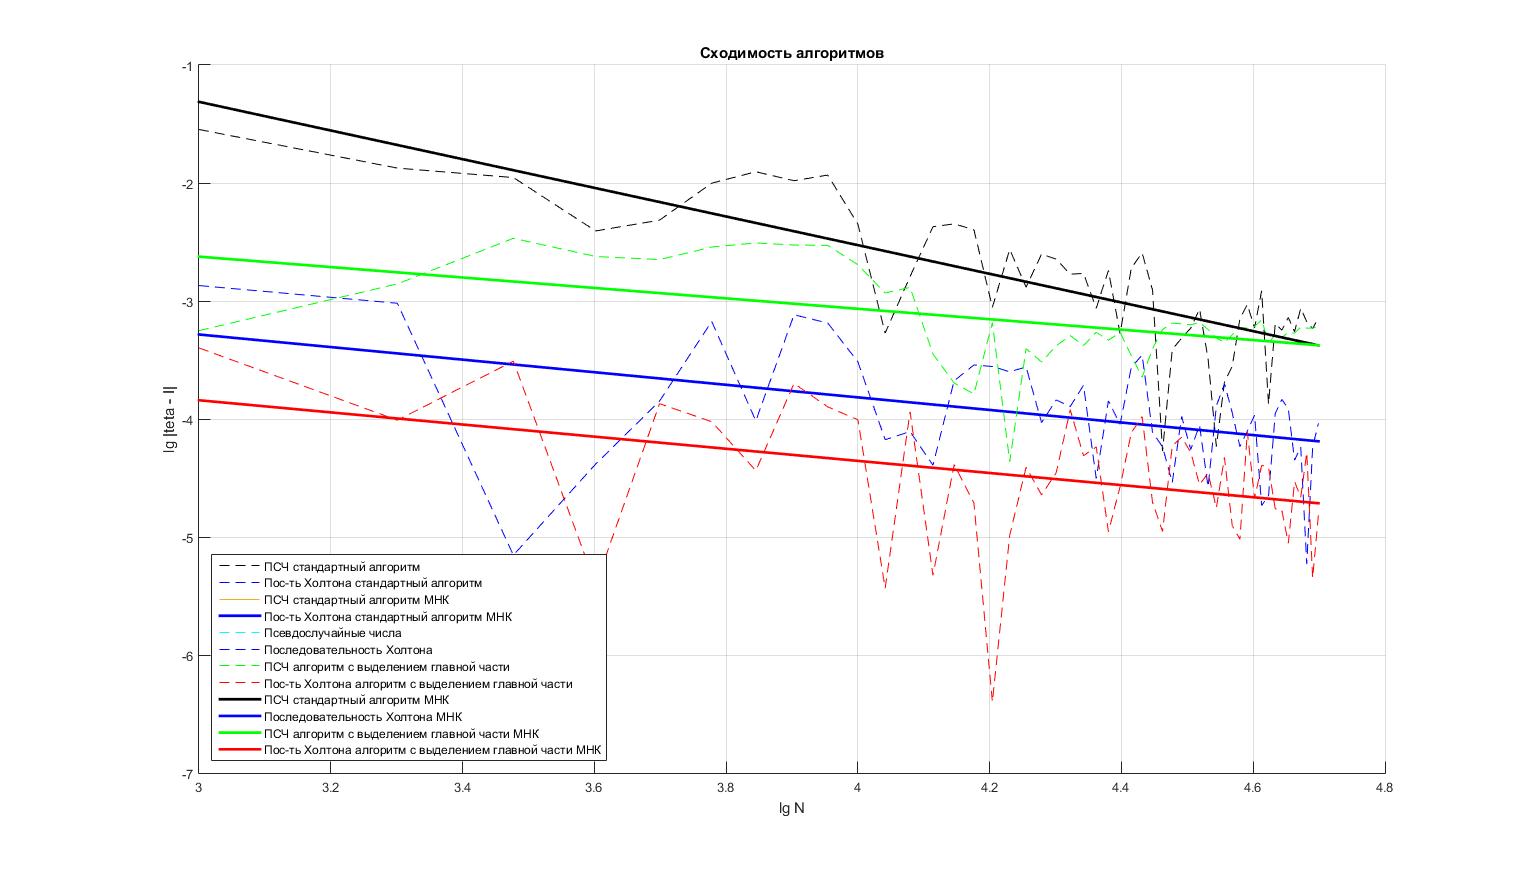 Сходимость алгоритмов
-1
-2
-3
-4
-5
-6
-7
lg |teta - I|
ПСЧ стандартный алгоритм
Пос-ть Холтона стандартный алгоритм
ПСЧ стандартный алгоритм МНК
Пос-ть Холтона стандартный алгоритм МНК
Псевдослучайные числа
Последовательность Холтона
ПСЧ алгоритм с выделением главной части
Пос-ть Холтона алгоритм с выделением главной части
ПСЧ стандартный алгоритм МНК
Последовательность Холтона МНК
ПСЧ алгоритм с выделением главной части МНК
Пос-ть Холтона алгоритм с выделением главной части МНК
3 3.2 3.4 3.6 3.8 4 4.2 4.4 4.6 4.8
lg N